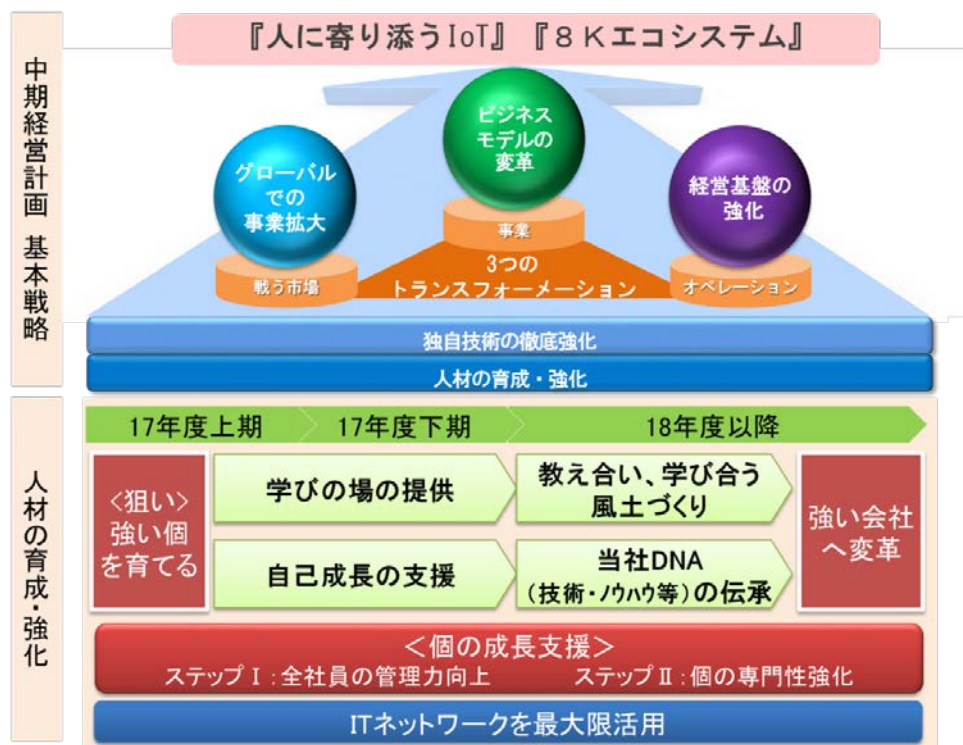 『人に寄り添うIoT』『８Ｋエコシステム』
中期経営計画 基本戦略
ビジネス
モデルの
変革
グローバル
での
事業拡大
経営基盤の
強化
事業
戦う市場
3つの
トランスフォーメーション
オペレーション
独自技術の徹底強化
人材の育成・強化
人材の育成・強化
17年度上期
17年度下期
18年度以降
＜狙い＞
強い個
を育てる
学びの場の提供
教え合い、学び合う
風土づくり
自己成長の支援
当社DNA
（技術・ノウハウ等）の伝承
強い会社
へ変革
＜個の成長支援＞
ステップⅠ：全社員の管理力向上
ステップⅡ：個の専門性強化
ITネットワークを最大限活用